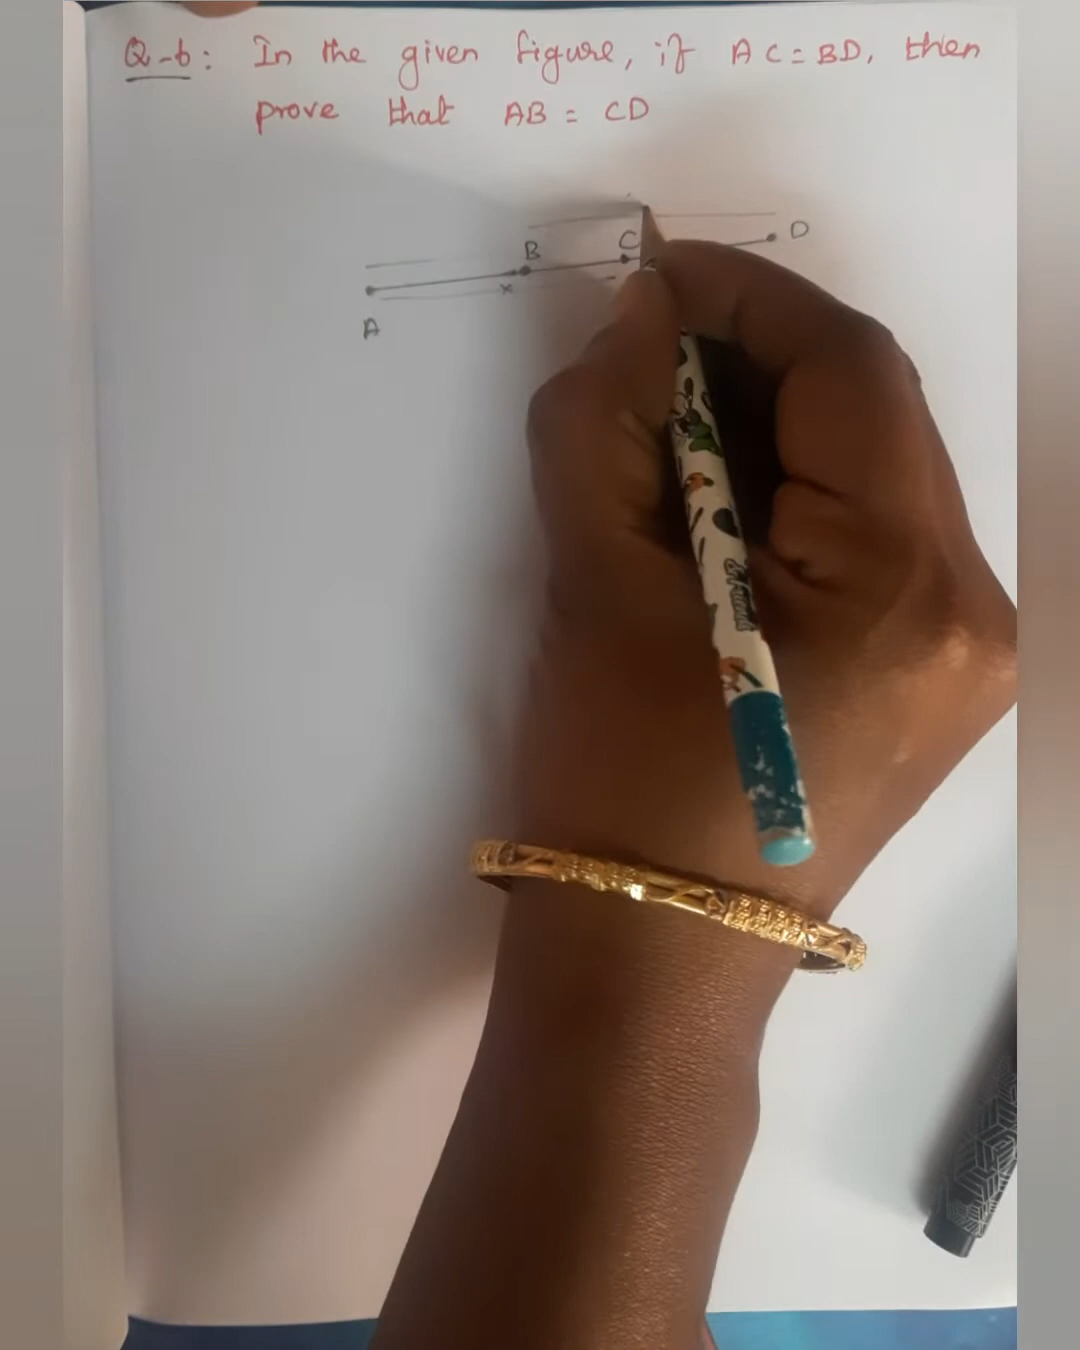 Q-6: In the given figure, if AC = BD, then
prove that AB = CD
D
C
B
x
A